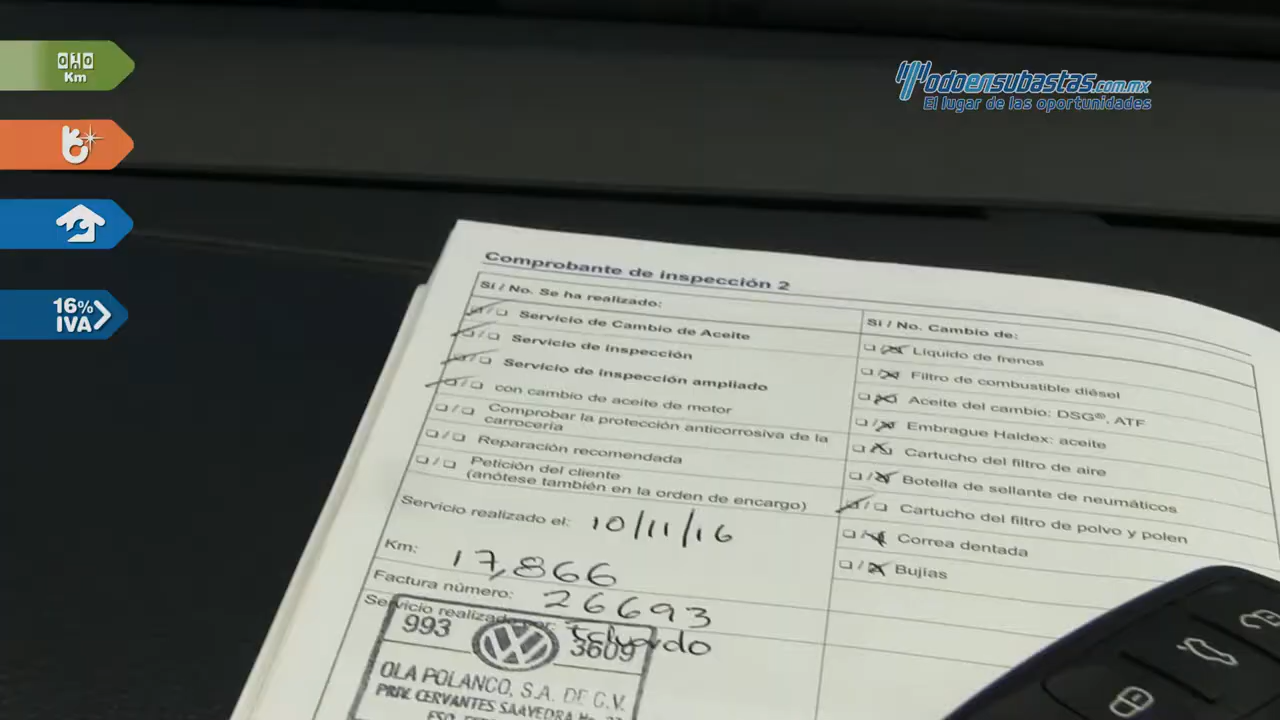 010
Km
16%
IVA
Todoensubastas.com.mx
El lugar de las oportunidades
Comprobante de inspección 2
Sí / No. Se ha realizado:
Servicio de Cambio de Aceite
Servicio de inspección
Servicio de inspección ampliado
con cambio de aceite de motor
Comprobar la protección anticorrosiva de la
carrocería
Reparación recomendada
Petición del cliente
(anótese también en la orden de encargo)
Servicio realizado el: 10/11/16
Km: 17,866
Factura número: 26693
Servicio realizado por:
993 3609
OLA POLANCO, S.A. DE C.V.
CERVANTES SAAVEDRA
Sí / No. Cambio de:
Líquido de frenos
Filtro de combustible diésel
Aceite del cambio: DSG®, ATF
Embrague Haldex: aceite
Cartucho del filtro de aire
Botella de sellante de neumáticos
Cartucho del filtro de polvo y polen
Correa dentada
Bujías